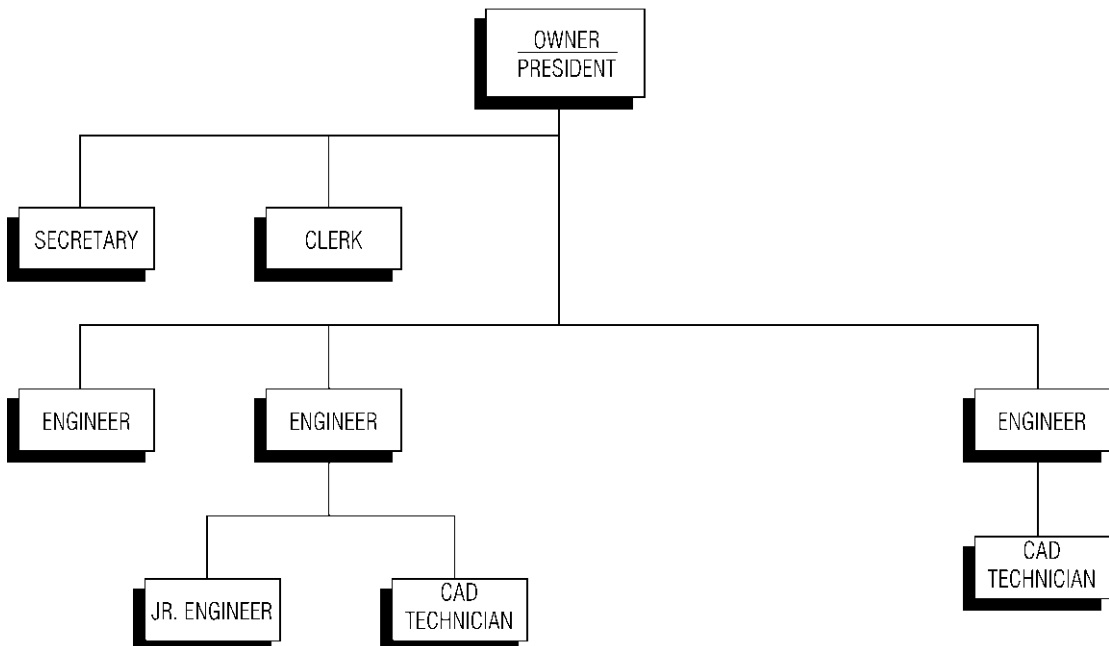 OWNER
PRESIDENT
SECRETARY
CLERK
ENGINEER
ENGINEER
ENGINEER
JR. ENGINEER
CAD
TECHNICIAN
CAD
TECHNICIAN